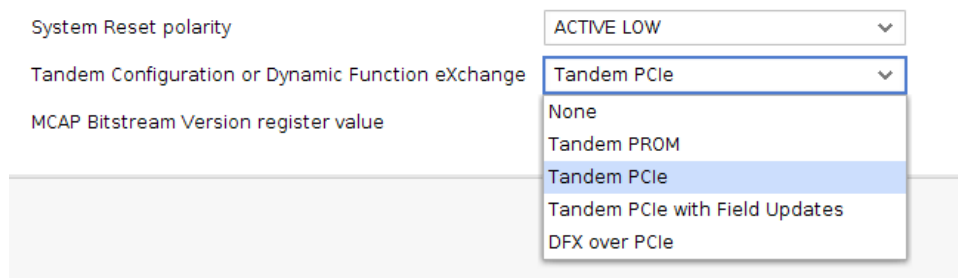 System Reset polarity ACTIVE LOW
Tandem Configuration or Dynamic Function eXchange Tandem PCIe
MCAP Bitstream Version register value
None
Tandem PROM
Tandem PCIe
Tandem PCIe with Field Updates
DFX over PCIe